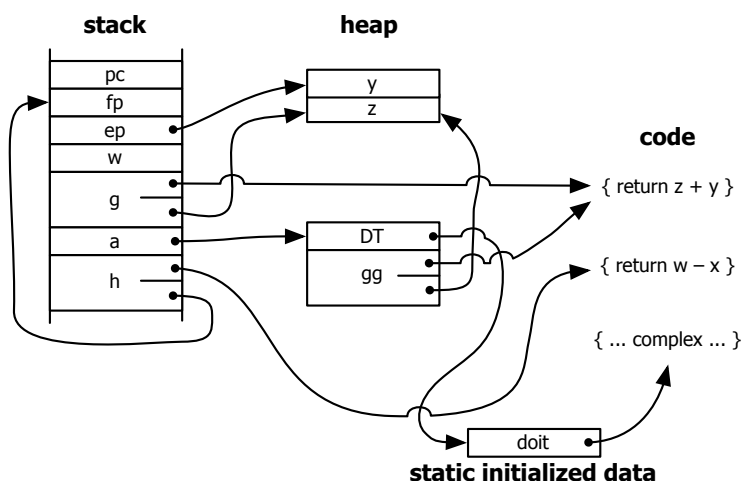 stack
heap
pc
fp
ep
w
g
a
h
y
z
DT
gg
code
{ return z + y }
{ return w – x }
{ ... complex ... }
doit
static initialized data